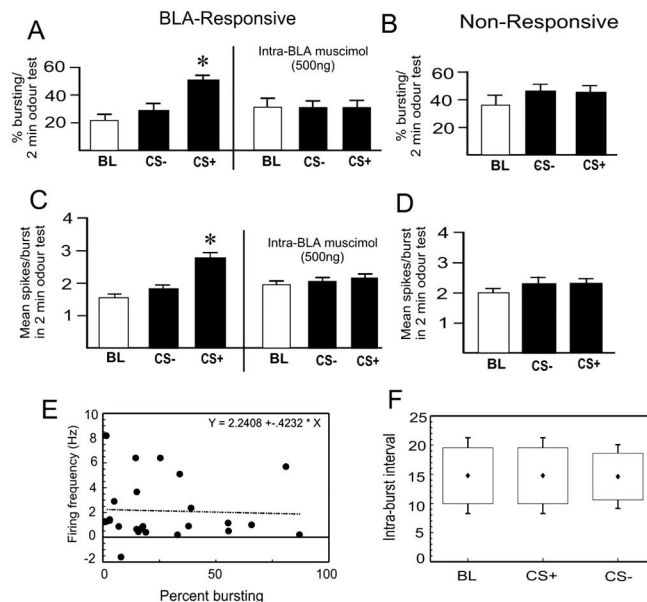 BLA-Responsive
Non-Responsive
A
% bursting/
2 min odour test
60
40
20
*
BL
CS-
CS+
Intra-BLA muscimol
(500ng)
BL
CS-
CS+
B
% bursting/
2 min odour test
60
40
20
BL
CS-
CS+
C
Mean spikes/burst
in 2 min odour test
4
3
2
1
*
BL
CS-
CS+
Intra-BLA muscimol
(500ng)
BL
CS-
CS+
D
Mean spikes/burst
in 2 min odour test
4
3
2
1
BL
CS-
CS+
E
Firing frequency (Hz)
10
8
6
4
2
0
-2
Y = 2.2408 +-.4232 * X
0
50
100
Percent bursting
F
Intra-burst interval
25
20
15
10
5
0
BL
CS+
CS-